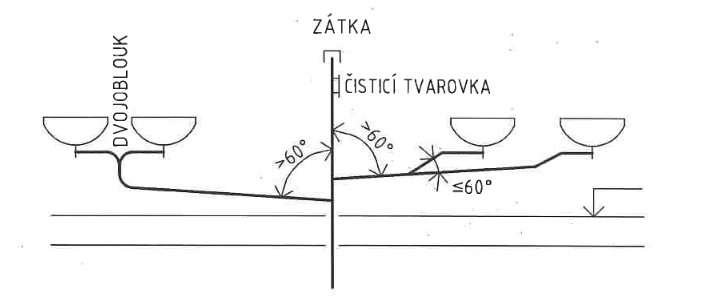 ZÁTKA
DVOJOBLOUK
ČISTICÍ TVAROVKA
>60°
>60°
≤60°